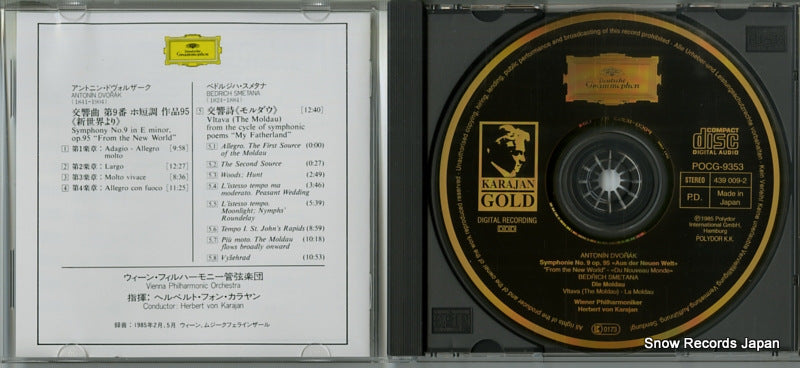 Deutsche
Grammophon
アントニン・ドヴォルザーク
ANTONÍN DVOŘÁK
(1841-1904)
交響曲 第9番 ホ短調 作品95
《新世界より》
Symphony No.9 in E minor,
op.95 "From the New World"
1 第1楽章：Adagio - Allegro molto [9:58]
2 第2楽章：Largo [12:27]
3 第3楽章：Molto vivace [8:36]
4 第4楽章：Allegro con fuoco [11:25]
ベドルジハ・スメタナ
BEDŘICH SMETANA
(1824-1884)
5 交響詩《モルダウ》 [12:40]
Vltava (The Moldau)
from the cycle of symphonic
poems "My Fatherland"
5.1 Allegro. The First Source of the Moldau (0:00)
5.2 The Second Source (0:27)
5.3 Woods; Hunt (2:49)
5.4 L'istesso tempo ma moderato. Peasant Wedding (3:46)
5.5 L'istesso tempo. Moonlight; Nymphs' Roundelay (5:39)
5.6 Tempo I. St. John's Rapids (8:59)
5.7 Più moto. The Moldau flows broadly onward (10:18)
5.8 Vyšehrad (10:53)
ウィーン・フィルハーモニー管弦楽団
Vienna Philharmonic Orchestra
指揮：ヘルベルト・フォン・カラヤン
Conductor: Herbert von Karajan
録音：1985年2月, 5月 ウィーン, ムジークフェラインザール
Deutsche
Grammophon
KARAJAN
GOLD
DIGITAL RECORDING
DDD
COMPACT
disc
DIGITAL AUDIO
POCG-9353
STEREO 439 009-2
P.D. Made in Japan
℗1985 Polydor
International GmbH,
Hamburg
POLYDOR K.K.
ANTONÍN DVOŘÁK
Symphonie No. 9 op. 95 «Aus der Neuen Welt»
"From the New World" - «Du Nouveau Monde»
BEDŘICH SMETANA
Die Moldau
Vltava (The Moldau) - La Moldau
Wiener Philharmoniker
Herbert von Karajan
0173
Unauthorized copying, hiring, lending, public performance and broadcasting of this record prohibited
Snow Records Japan